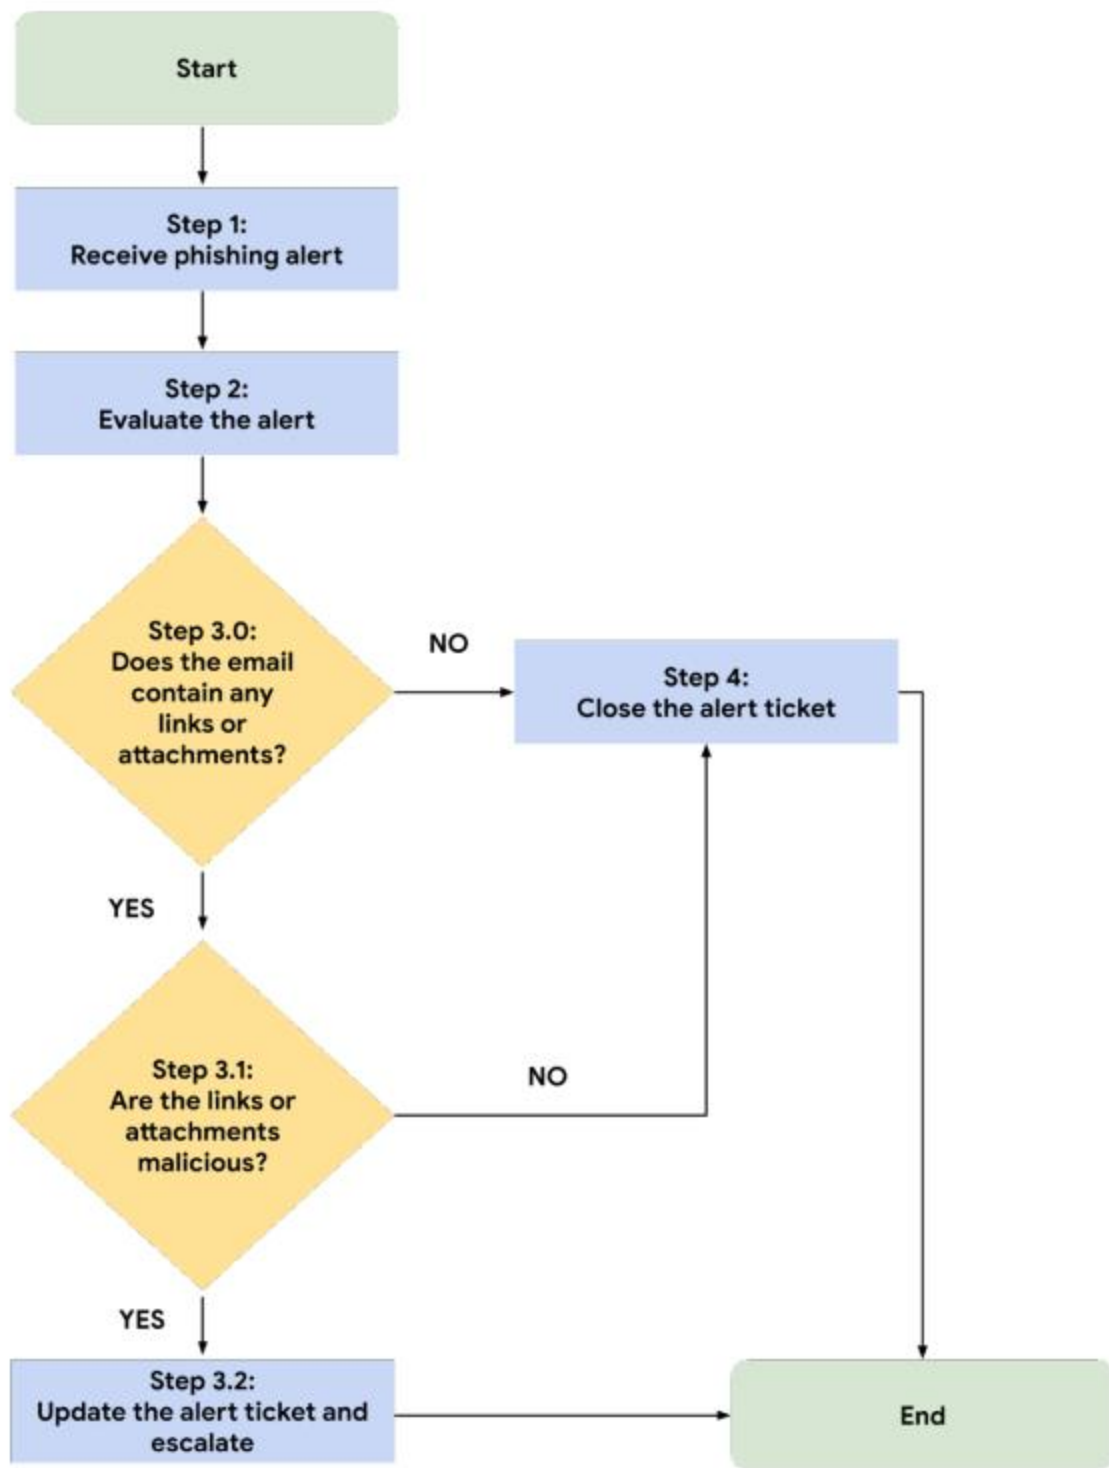 Start
Step 1:
Receive phishing alert
Step 2:
Evaluate the alert
Step 3.0:
Does the email
contain any
links or
attachments?
NO
Step 4:
Close the alert ticket
YES
Step 3.1:
Are the links or
attachments
malicious?
NO
YES
Step 3.2:
Update the alert ticket and
escalate
End